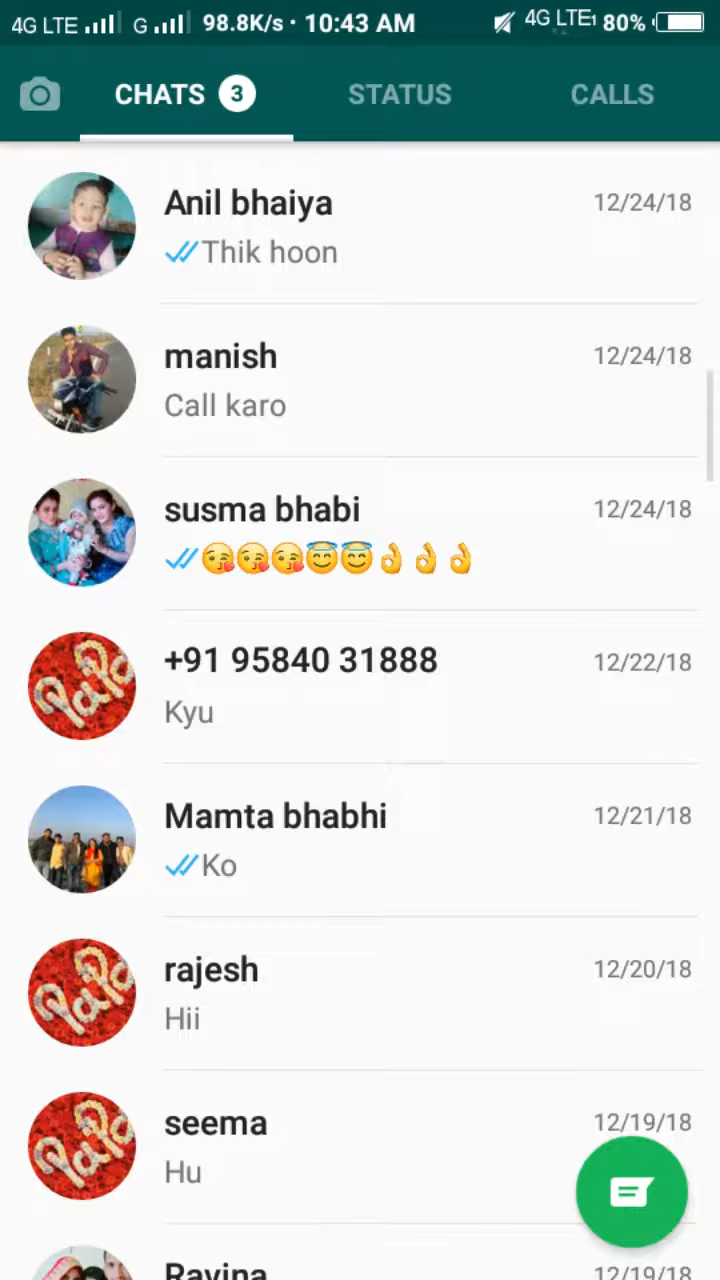 4G LTE G 98.8K/s · 10:43 AM 4G LTE 80%
CHATS 3 STATUS CALLS
Anil bhaiya 12/24/18
Thik hoon
manish 12/24/18
Call karo
susma bhabi 12/24/18
😘😘😘😇😇👌👌👌
+91 95840 31888 12/22/18
Kyu
Mamta bhabhi 12/21/18
Ko
rajesh 12/20/18
Hii
seema 12/19/18
Hu
Ravina 12/19/18